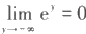 lim e^y = 0
y→-∞